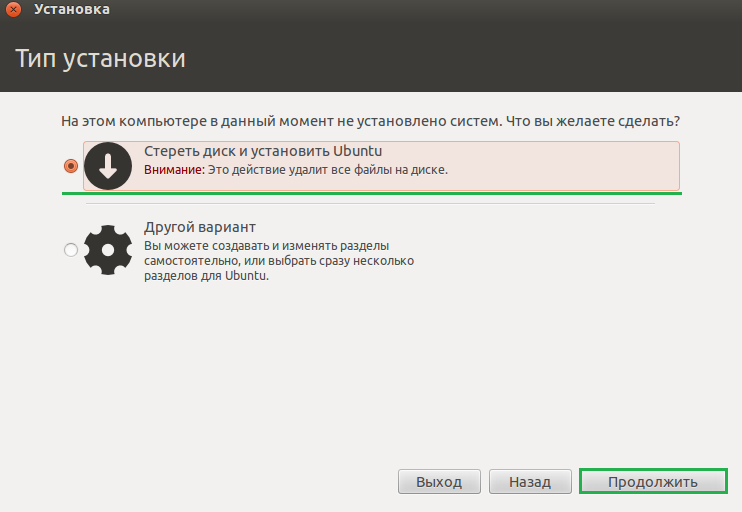 Установка
Тип установки
На этом компьютере в данный момент не установлено систем. Что вы желаете сделать?
Стереть диск и установить Ubuntu
Внимание: Это действие удалит все файлы на диске.
Другой вариант
Вы можете создавать и изменять разделы
самостоятельно, или выбрать сразу несколько
разделов для Ubuntu.
Выход
Назад
Продолжить